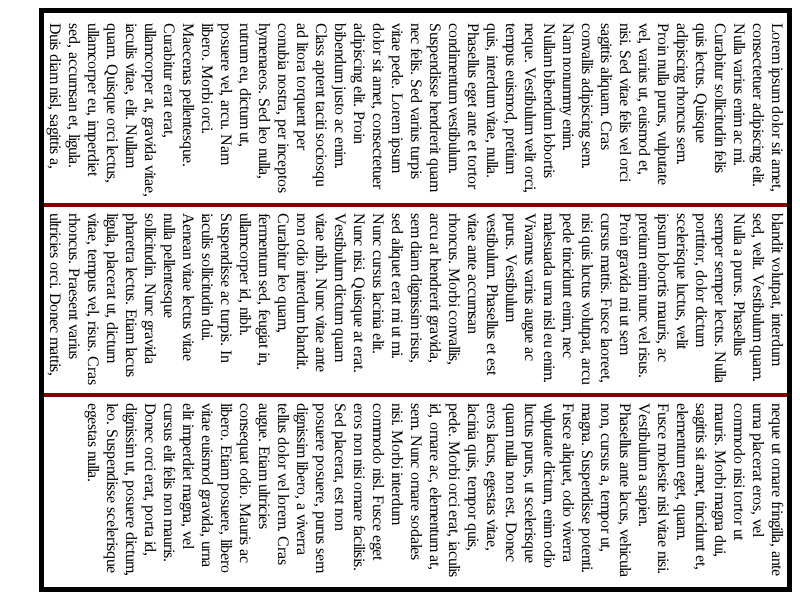 Lorem ipsum dolor sit amet,
consectetuer adipiscing elit.
Nulla varius enim ac mi.
Curabitur sollicitudin felis
quis lectus. Quisque
adipiscing rhoncus sem.
Proin nulla purus, vulputate
vel, varius ut, euismod et,
nisi. Sed vitae felis vel orci
sagittis aliquam. Cras
convallis adipiscing sem.
Nam nonummy enim.
Nullam bibendum lobortis
neque. Vestibulum velit orci,
tempus euismod, pretium
quis, interdum vitae, nulla.
Phasellus eget ante et tortor
condimentum vestibulum.
Suspendisse hendrerit quam
nec felis. Sed varius turpis
vitae pede. Lorem ipsum
dolor sit amet, consectetuer
adipiscing elit. Proin
bibendum justo ac enim.
Class aptent taciti sociosqu
ad litora torquent per
conubia nostra, per inceptos
hymenaeos. Sed leo nulla,
rutrum eu, dictum ut,
posuere vel, arcu. Nam
libero. Morbi orci.
Maecenas pellentesque.
Curabitur erat erat,
ullamcorper at, gravida vitae,
iaculis vitae, elit. Nullam
quam. Quisque orci lectus,
ullamcorper eu, imperdiet
sed, accumsan et, ligula.
Duis diam nisl, sagittis a,
blandit volutpat, interdum
sed, velit. Vestibulum quam.
Nulla a purus. Phasellus
semper semper lectus. Nulla
porttitor, dolor dictum
scelerisque luctus, velit
ipsum lobortis mauris, ac
pretium enim nunc vel risus.
Proin gravida mi ut sem
cursus mattis. Fusce laoreet,
nisi quis luctus volutpat, arcu
pede tincidunt enim, nec
malesuada urna nisl eu enim.
Vivamus varius augue ac
purus. Vestibulum
vestibulum. Phasellus et est
vitae ante accumsan
rhoncus. Morbi convallis,
arcu at hendrerit gravida,
sem diam dignissim risus,
sed aliquet erat mi ut mi.
Nunc cursus lacinia elit.
Nunc nisi. Quisque at erat.
Vestibulum dictum quam
vitae nibh. Nunc vitae ante
non odio interdum blandit.
Curabitur leo quam,
fermentum sed, feugiat in,
ullamcorper id, nibh.
Suspendisse ac turpis. In
iaculis sollicitudin dui.
Aenean vitae lectus vitae
nulla pellentesque
sollicitudin. Nunc gravida
pharetra lectus. Etiam lacus
ligula, placerat ut, dictum
vitae, tempus vel, risus. Cras
rhoncus. Praesent varius
ultricies orci. Donec mattis,
neque ut ornare fringilla, ante
urna placerat eros, vel
commodo nisi tortor ut
mauris. Morbi magna dui,
sagittis sit amet, tincidunt et,
elementum eget, quam.
Fusce molestie nisl vitae nisi.
Vestibulum a sapien.
Phasellus ante lacus, vehicula
non, cursus a, tempor ut,
magna. Suspendisse potenti.
Fusce aliquet, odio viverra
vulputate dictum, enim odio
luctus purus, ut scelerisque
quam nulla non est. Donec
eros lacus, egestas vitae,
lacinia quis, tempor quis,
pede. Morbi orci erat, iaculis
id, ornare ac, elementum at,
sem. Nunc ornare sodales
nisi. Morbi interdum
commodo nisl. Fusce eget
eros non nisi ornare facilisis.
Sed placerat, est non
posuere posuere, purus sem
dignissim libero, a viverra
tellus dolor vel lorem. Cras
augue. Etiam ultricies
consequat odio. Mauris ac
libero. Etiam posuere, libero
vitae euismod gravida, urna
elit imperdiet magna, vel
cursus elit felis non mauris.
Donec orci erat, porta id,
dignissim ut, posuere dictum,
leo. Suspendisse scelerisque
egestas nulla.